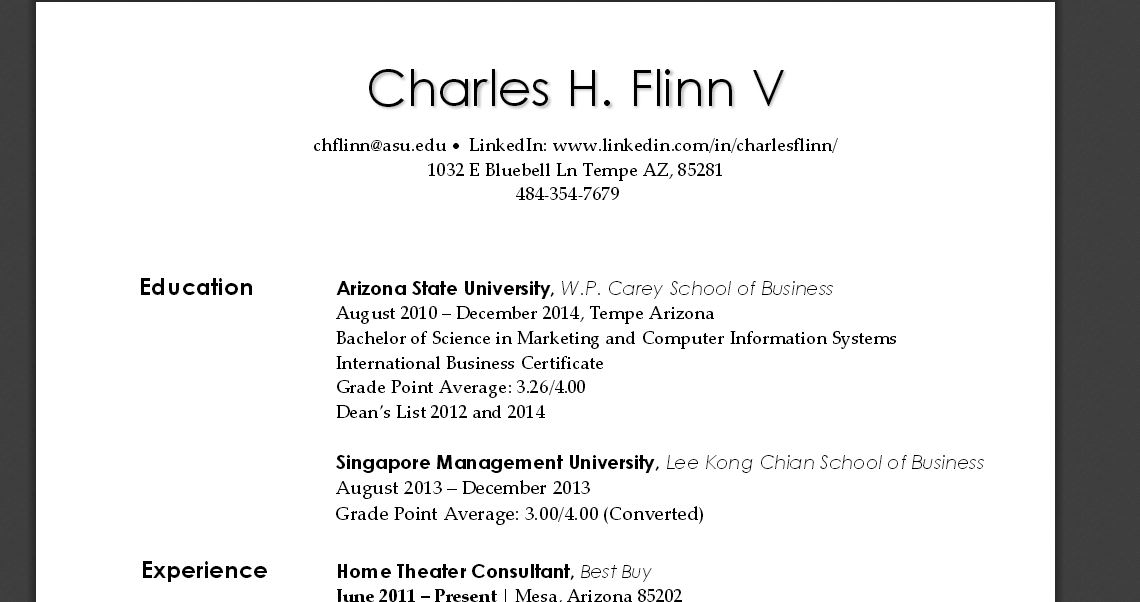 Charles H. Flinn V
chflinn@asu.edu • LinkedIn: www.linkedin.com/in/charlesflinn/
1032 E Bluebell Ln Tempe AZ, 85281
484-354-7679
Education
Arizona State University, W.P. Carey School of Business
August 2010 – December 2014, Tempe Arizona
Bachelor of Science in Marketing and Computer Information Systems
International Business Certificate
Grade Point Average: 3.26/4.00
Dean's List 2012 and 2014
Singapore Management University, Lee Kong Chian School of Business
August 2013 – December 2013
Grade Point Average: 3.00/4.00 (Converted)
Experience
Home Theater Consultant, Best Buy
June 2011 – Present | Mesa, Arizona 85202